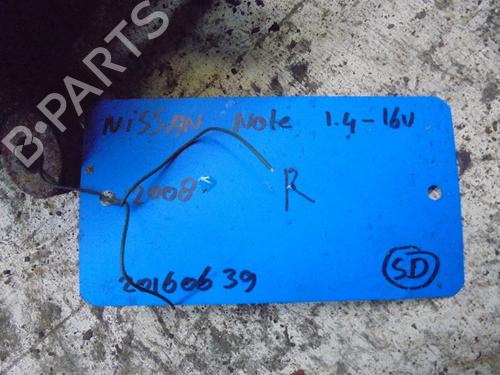 B-PARTS
NiSSAN Note 1.4-16V
2008
R
20160639
SD